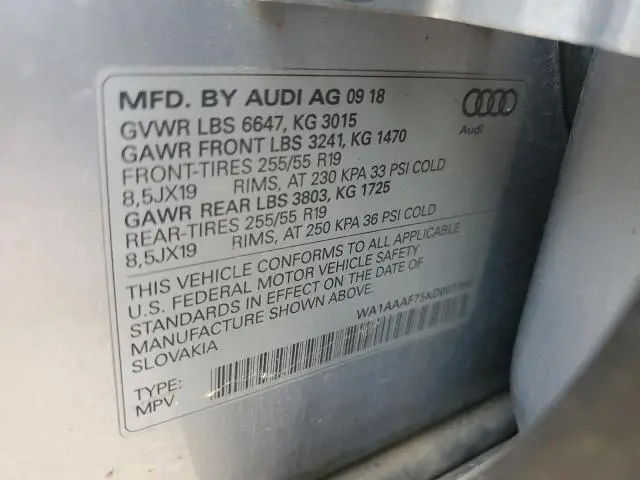 MFD. BY AUDI AG 09 18
Audi
GVWR LBS 6647, KG 3015
GAWR FRONT LBS 3241, KG 1470
FRONT-TIRES 255/55 R19
8,5JX19 RIMS, AT 230 KPA 33 PSI COLD
GAWR REAR LBS 3803, KG 1725
REAR-TIRES 255/55 R19
8,5JX19 RIMS, AT 250 KPA 36 PSI COLD
THIS VEHICLE CONFORMS TO ALL APPLICABLE
U.S. FEDERAL MOTOR VEHICLE SAFETY
STANDARDS IN EFFECT ON THE DATE OF
MANUFACTURE SHOWN ABOVE.
SLOVAKIA
TYPE:
MPV